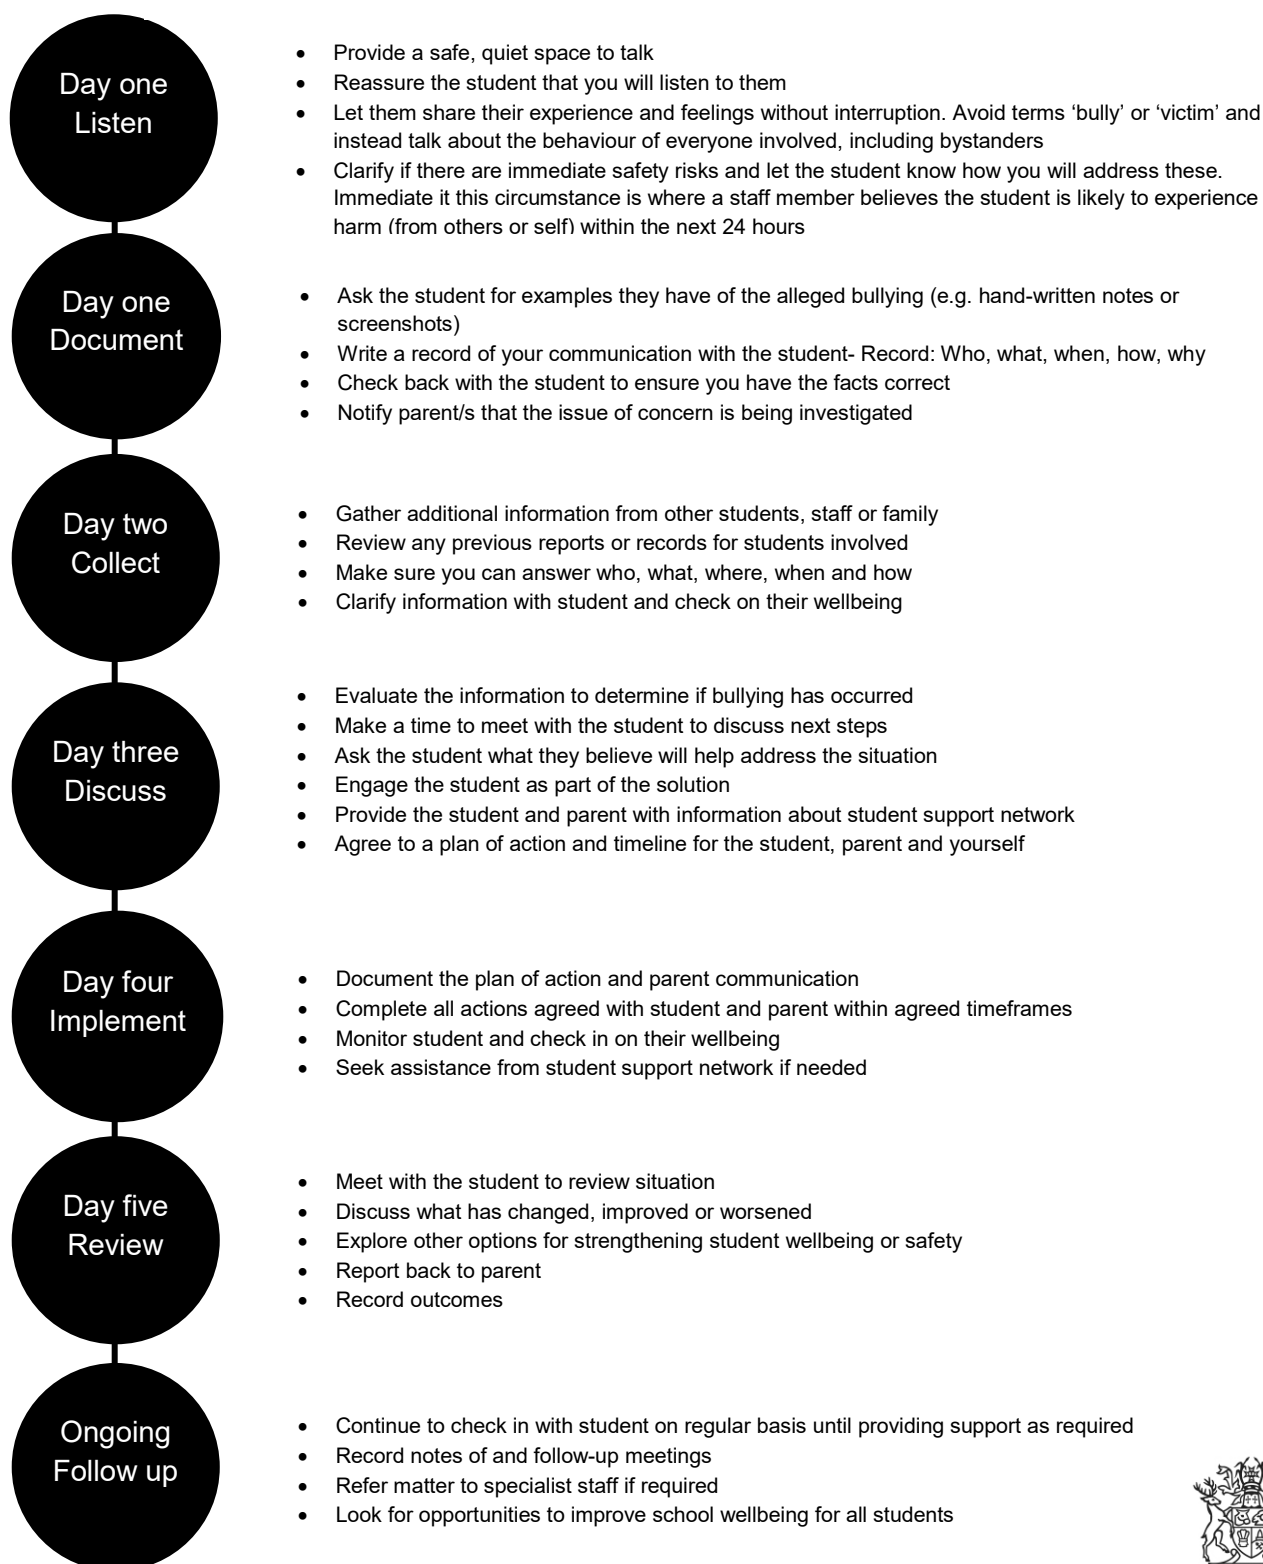 Day one
Listen
• Provide a safe, quiet space to talk
• Reassure the student that you will listen to them
• Let them share their experience and feelings without interruption. Avoid terms ‘bully’ or ‘victim’ and
instead talk about the behaviour of everyone involved, including bystanders
• Clarify if there are immediate safety risks and let the student know how you will address these.
Immediate it this circumstance is where a staff member believes the student is likely to experience
harm (from others or self) within the next 24 hours
Day one
Document
• Ask the student for examples they have of the alleged bullying (e.g. hand-written notes or
screenshots)
• Write a record of your communication with the student- Record: Who, what, when, how, why
• Check back with the student to ensure you have the facts correct
• Notify parent/s that the issue of concern is being investigated
Day two
Collect
• Gather additional information from other students, staff or family
• Review any previous reports or records for students involved
• Make sure you can answer who, what, where, when and how
• Clarify information with student and check on their wellbeing
Day three
Discuss
• Evaluate the information to determine if bullying has occurred
• Make a time to meet with the student to discuss next steps
• Ask the student what they believe will help address the situation
• Engage the student as part of the solution
• Provide the student and parent with information about student support network
• Agree to a plan of action and timeline for the student, parent and yourself
Day four
Implement
• Document the plan of action and parent communication
• Complete all actions agreed with student and parent within agreed timeframes
• Monitor student and check in on their wellbeing
• Seek assistance from student support network if needed
Day five
Review
• Meet with the student to review situation
• Discuss what has changed, improved or worsened
• Explore other options for strengthening student wellbeing or safety
• Report back to parent
• Record outcomes
Ongoing
Follow up
• Continue to check in with student on regular basis until providing support as required
• Record notes of and follow-up meetings
• Refer matter to specialist staff if required
• Look for opportunities to improve school wellbeing for all students